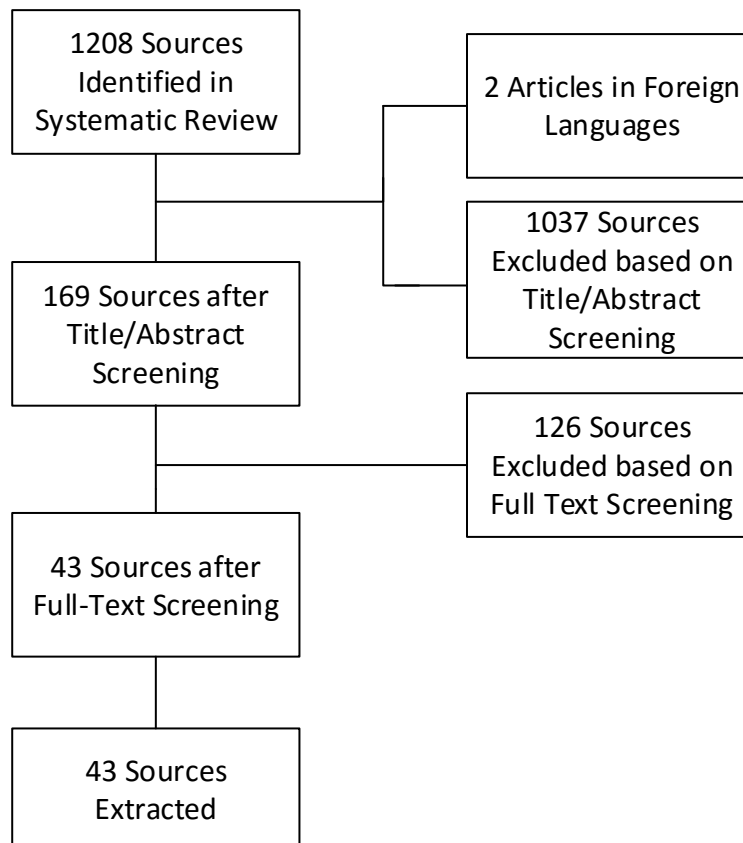 1208 Sources
Identified in
Systematic Review
2 Articles in Foreign
Languages
1037 Sources
Excluded based on
Title/Abstract
Screening
169 Sources after
Title/Abstract
Screening
126 Sources
Excluded based on
Full Text Screening
43 Sources after
Full-Text Screening
43 Sources
Extracted